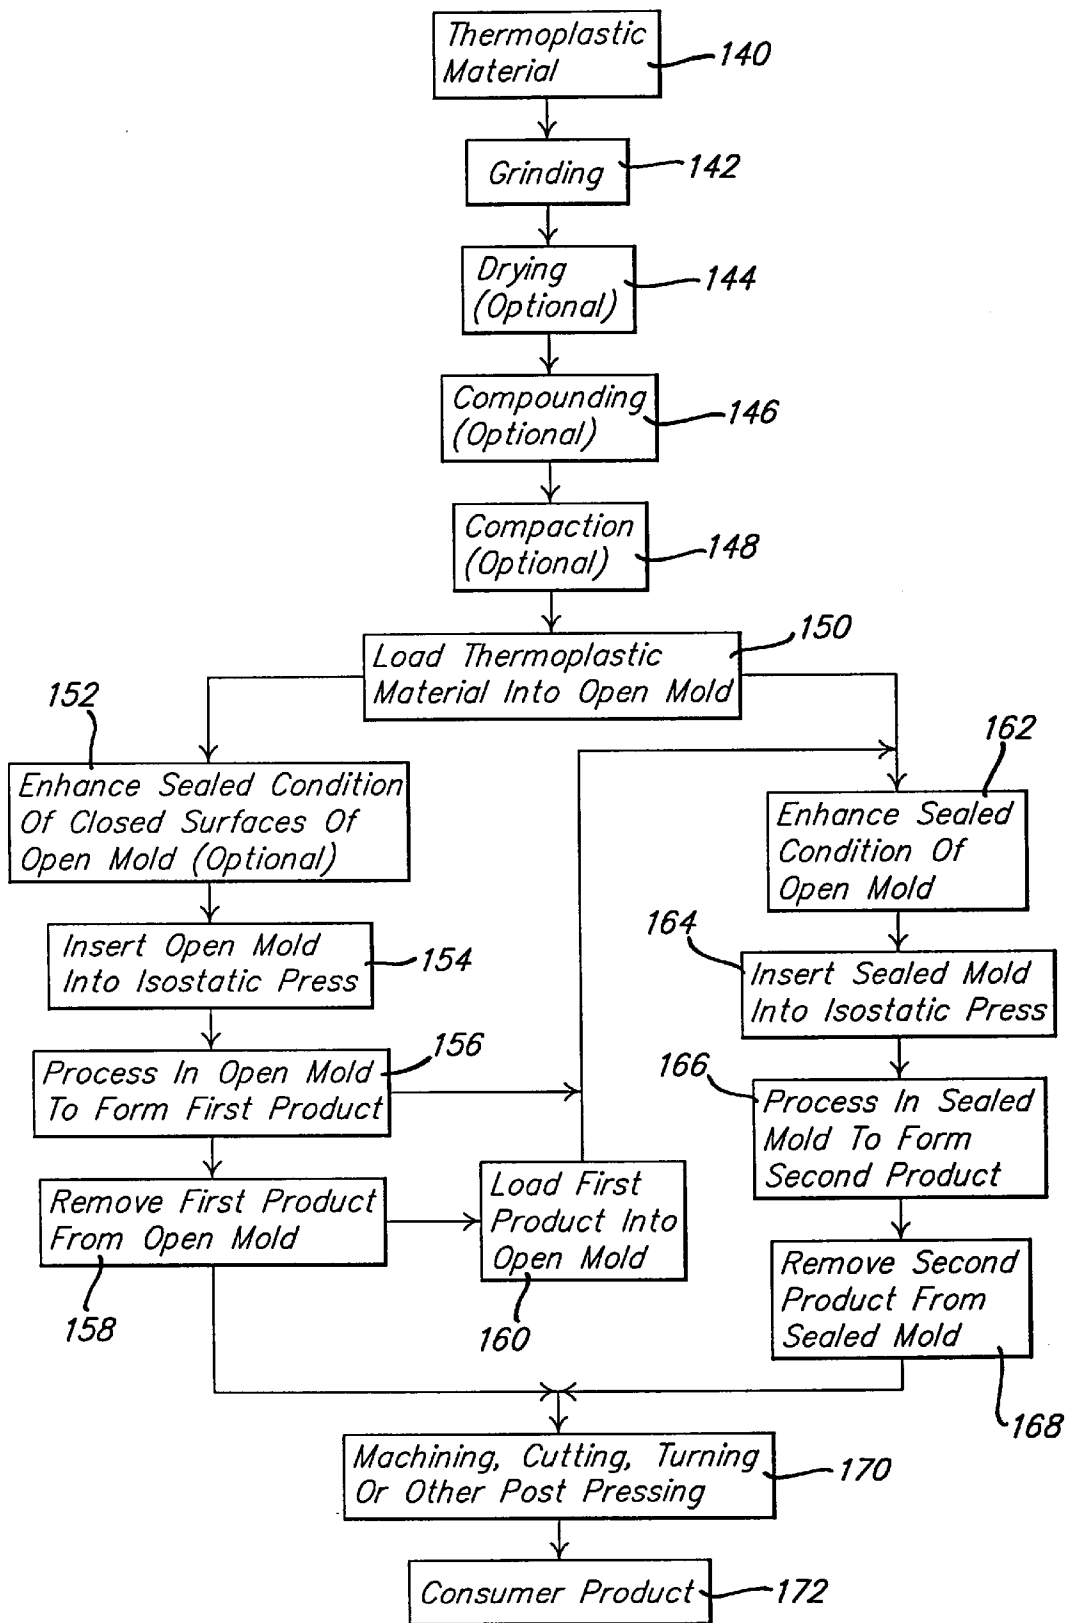 Thermoplastic
Material
140
Grinding
142
Drying
(Optional)
144
Compounding
(Optional)
146
Compaction
(Optional)
148
Load Thermoplastic
Material Into Open Mold
150
152
Enhance Sealed Condition
Of Closed Surfaces Of
Open Mold (Optional)
Insert Open Mold
Into Isostatic Press
154
Process In Open Mold
To Form First Product
156
Remove First Product
From Open Mold
158
Load First
Product Into
Open Mold
160
162
Enhance Sealed
Condition Of
Open Mold
164
Insert Sealed Mold
Into Isostatic Press
166
Process In Sealed
Mold To Form
Second Product
Remove Second
Product From
Sealed Mold
168
Machining, Cutting, Turning
Or Other Post Pressing
170
Consumer Product
172